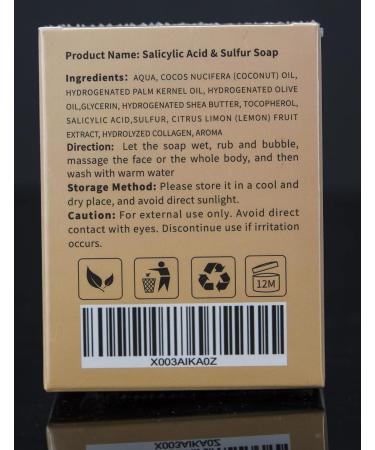 Product Name: Salicylic Acid & Sulfur Soap
Ingredients: AQUA, COCOS NUCIFERA (COCONUT) OIL,
HYDROGENATED PALM KERNEL OIL, HYDROGENATED OLIVE
OIL,GLYCERIN, HYDROGENATED SHEA BUTTER, TOCOPHEROL,
SALICYLIC ACID,SULFUR, CITRUS LIMON (LEMON) FRUIT
EXTRACT, HYDROLYZED COLLAGEN, AROMA
Direction: Let the soap wet, rub and bubble,
massage the face or the whole body, and then
wash with warm water
Storage Method: Please store it in a cool and
dry place, and avoid direct sunlight.
Caution: For external use only. Avoid direct
contact with eyes. Discontinue use if irritation
occurs.
12M
X003AIKA0Z